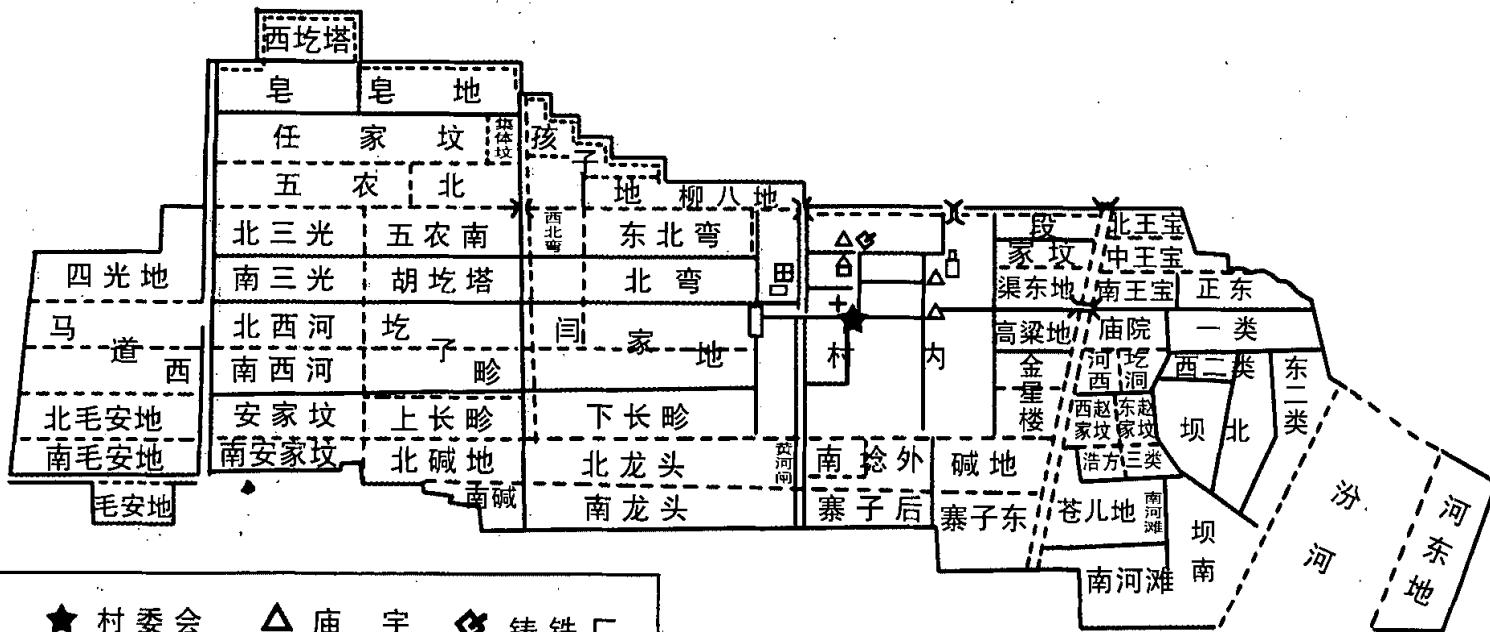 西圪塔
皂 皂 地
任 家 坟 集体坟 孩子地 柳八地
五 农 北
北三光 五农南 西北弯 东北弯 段家坟 北王宝
中王宝
四光地 南三光 胡圪塔 北弯 渠东地 南王宝 正东
马道西 北西河 圪子畛 闫家地 村内 高粱地 庙院 一类
南西河 金星楼 河西 圪洞 西二类 东二类
北毛安地 安家坟 上长畛 下长畛 西赵家坟 东赵家坟 坝北
南毛安地 南安家坟 北碱地 北龙头 黄河闸 南捻外 碱地 浩方 三类
毛安地 南碱 南龙头 寨子后 寨子东 苍儿地 南河滩 坝南 汾河 河东地
南河滩
村委会 庙宇 铸铁厂